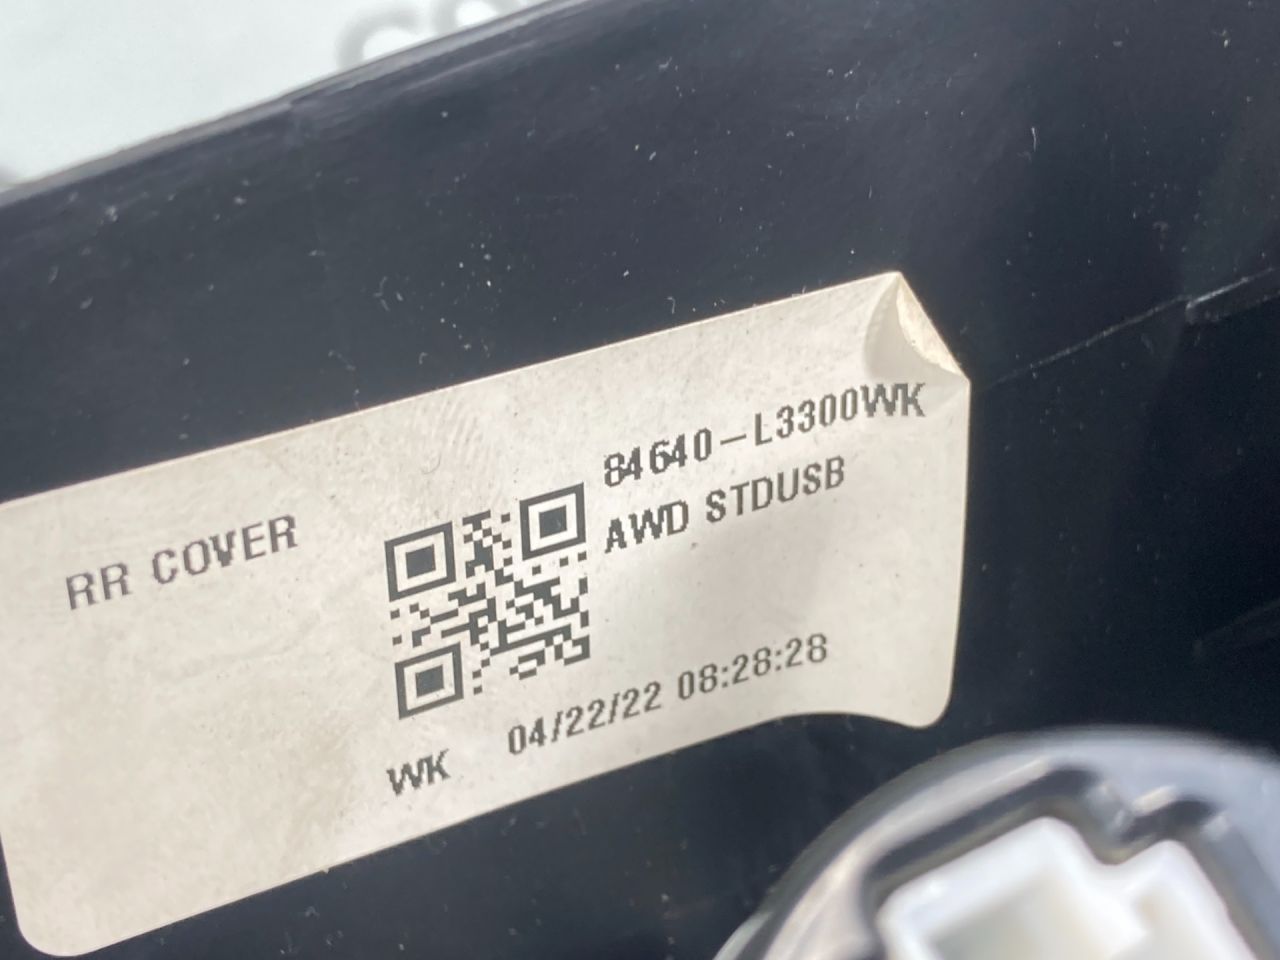 RR COVER
84640-L3300WK
AWD STDUSB
WK 04/22/22 08:28:28